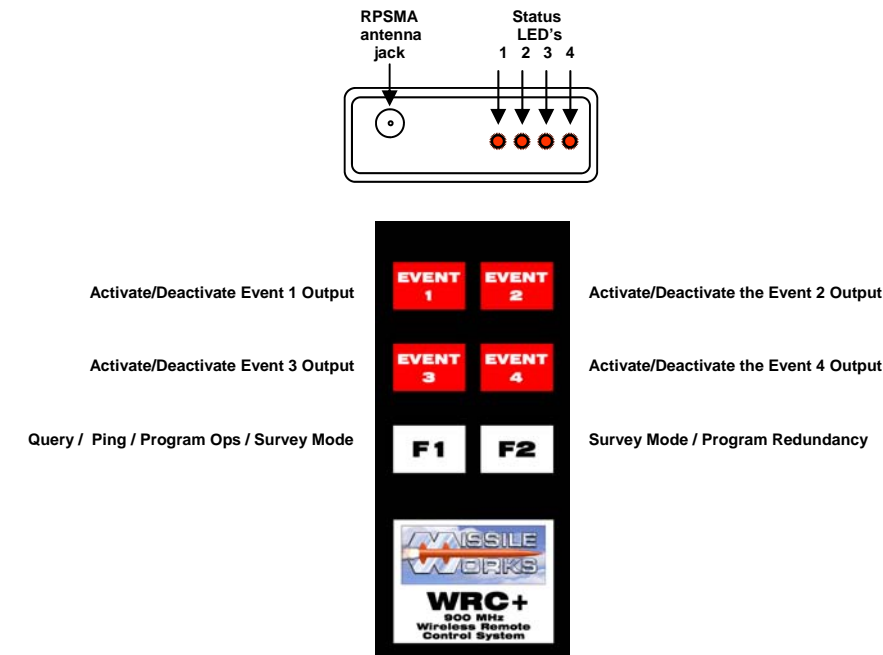 RPSMA
antenna
jack
Status
LED's
1 2 3 4
EVENT
1
EVENT
2
Activate/Deactivate Event 1 Output
Activate/Deactivate the Event 2 Output
EVENT
3
EVENT
4
Activate/Deactivate Event 3 Output
Activate/Deactivate the Event 4 Output
Query / Ping / Program Ops / Survey Mode
F1
F2
Survey Mode / Program Redundancy
MISSILE
WORKS
WRC+
900 MHz
Wireless Remote
Control System